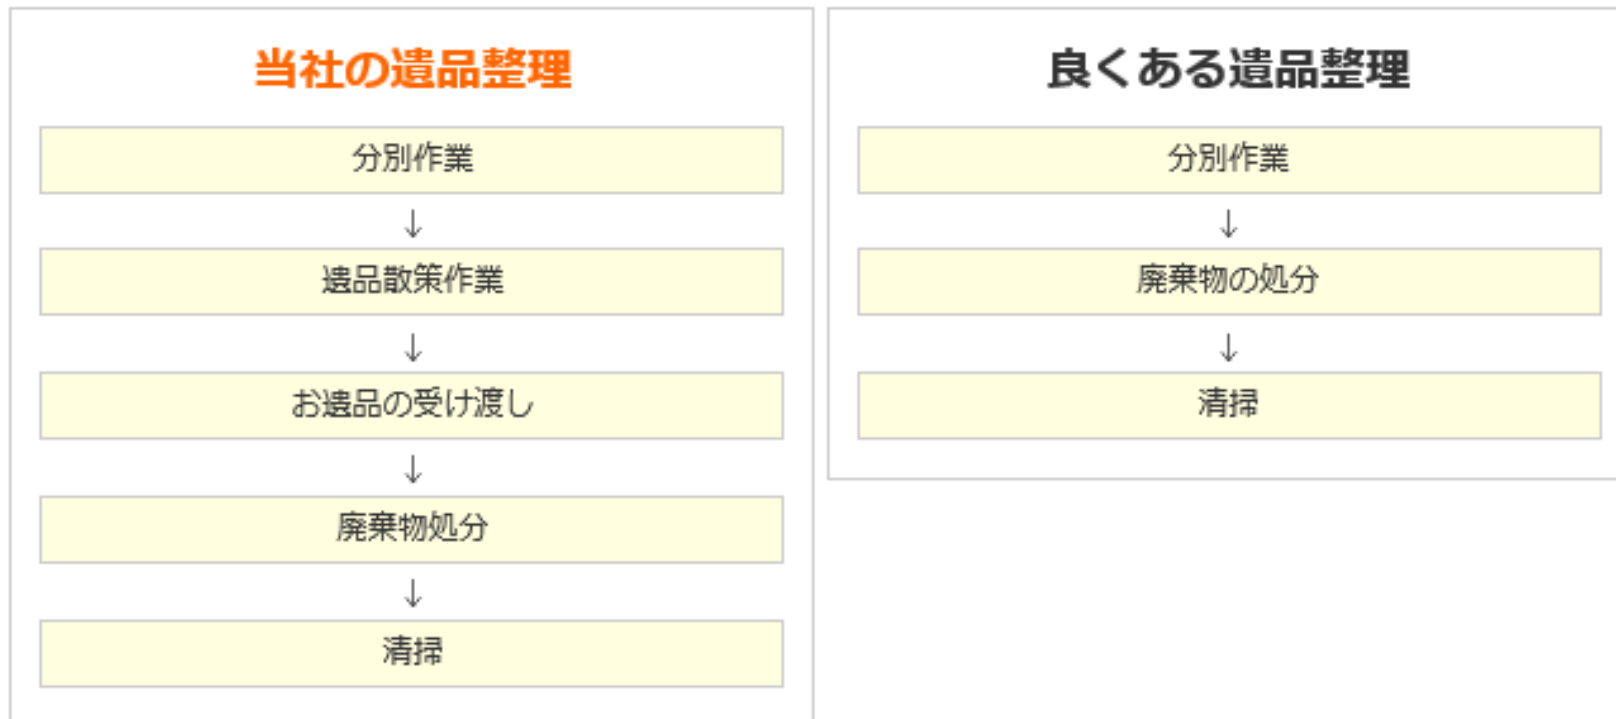 当社の遺品整理
分別作業
↓
遺品散策作業
↓
お遺品の受け渡し
↓
廃棄物処分
↓
清掃
良くある遺品整理
分別作業
↓
廃棄物の処分
↓
清掃